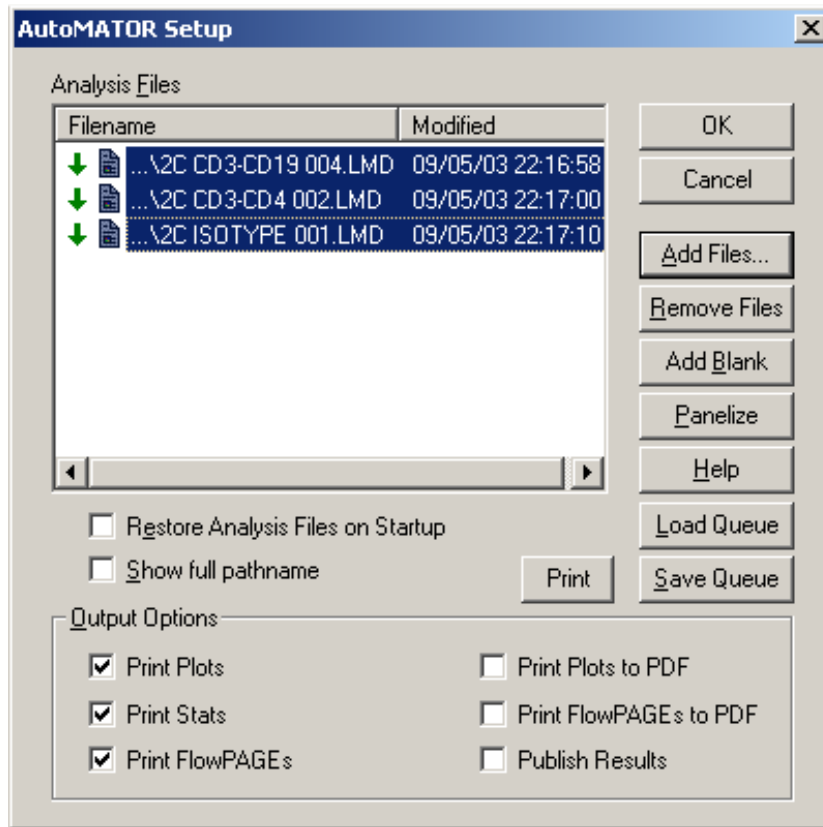 AutoMATOR Setup
Analysis Files
Filename Modified
...\2C CD3-CD19 004.LMD 09/05/03 22:16:58
...\2C CD3-CD4 002.LMD 09/05/03 22:17:00
...\2C ISOTYPE 001.LMD 09/05/03 22:17:10
OK
Cancel
Add Files...
Remove Files
Add Blank
Panelize
Help
Load Queue
Save Queue
Restore Analysis Files on Startup
Show full pathname
Print
Output Options
Print Plots
Print Stats
Print FlowPAGEs
Print Plots to PDF
Print FlowPAGEs to PDF
Publish Results